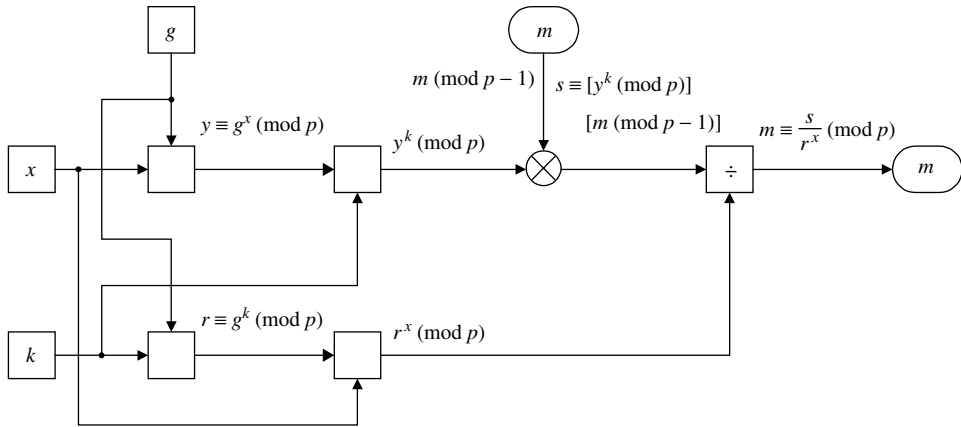 g
m
m (mod p − 1)
s ≡ [y^k (mod p)]
[m (mod p − 1)]
y ≡ g^x (mod p)
y^k (mod p)
m ≡ s/r^x (mod p)
x
÷
m
r ≡ g^k (mod p)
r^x (mod p)
k